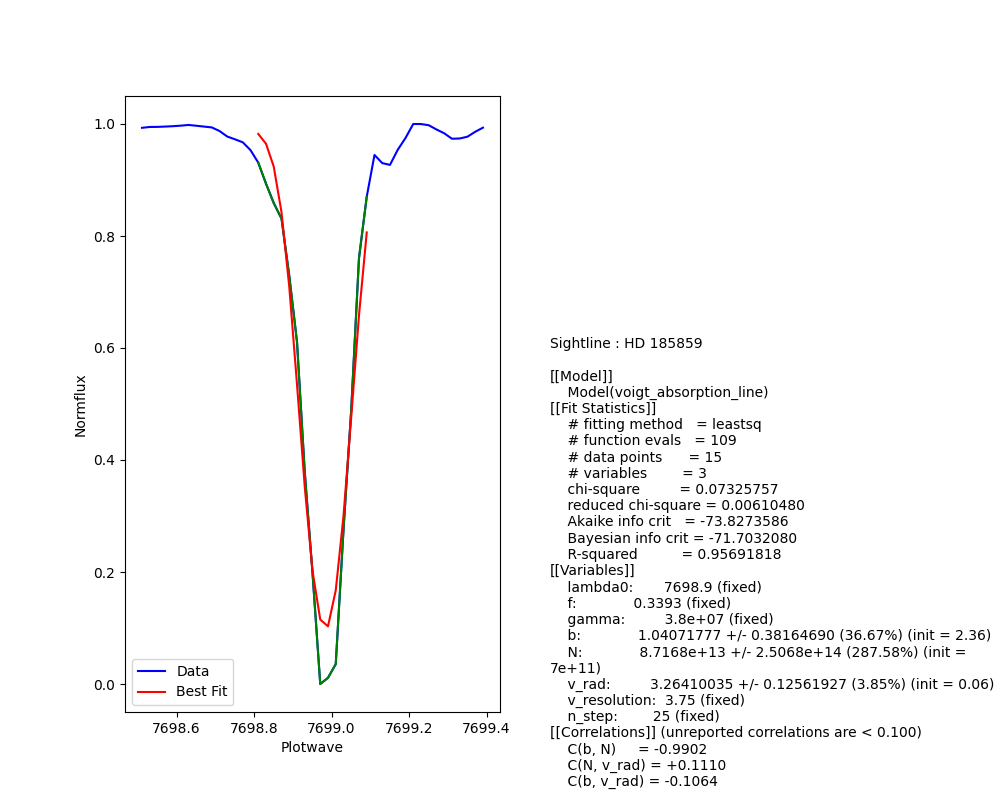 1.0
0.8
0.6
0.4
0.2
0.0
Normflux
7698.6 7698.8 7699.0 7699.2 7699.4
Plotwave
Data
Best Fit
Sightline : HD 185859
[[Model]]
Model(voigt_absorption_line)
[[Fit Statistics]]
# fitting method = leastsq
# function evals = 109
# data points = 15
# variables = 3
chi-square = 0.07325757
reduced chi-square = 0.00610480
Akaike info crit = -73.8273586
Bayesian info crit = -71.7032080
R-squared = 0.95691818
[[Variables]]
lambda0: 7698.9 (fixed)
f: 0.3393 (fixed)
gamma: 3.8e+07 (fixed)
b: 1.04071777 +/- 0.38164690 (36.67%) (init = 2.36)
N: 8.7168e+13 +/- 2.5068e+14 (287.58%) (init =
7e+11)
v_rad: 3.26410035 +/- 0.12561927 (3.85%) (init = 0.06)
v_resolution: 3.75 (fixed)
n_step: 25 (fixed)
[[Correlations]] (unreported correlations are < 0.100)
C(b, N) = -0.9902
C(N, v_rad) = +0.1110
C(b, v_rad) = -0.1064